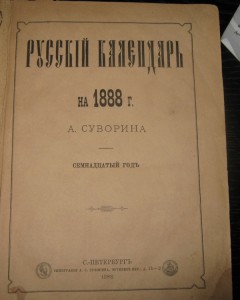 РУССКІЙ КАЛЕНДАРЬ
НА 1888 Г.
А. СУВОРИНА
СЕМНАДЦАТЫЙ ГОДЪ
С.-ПЕТЕРБУРГЪ